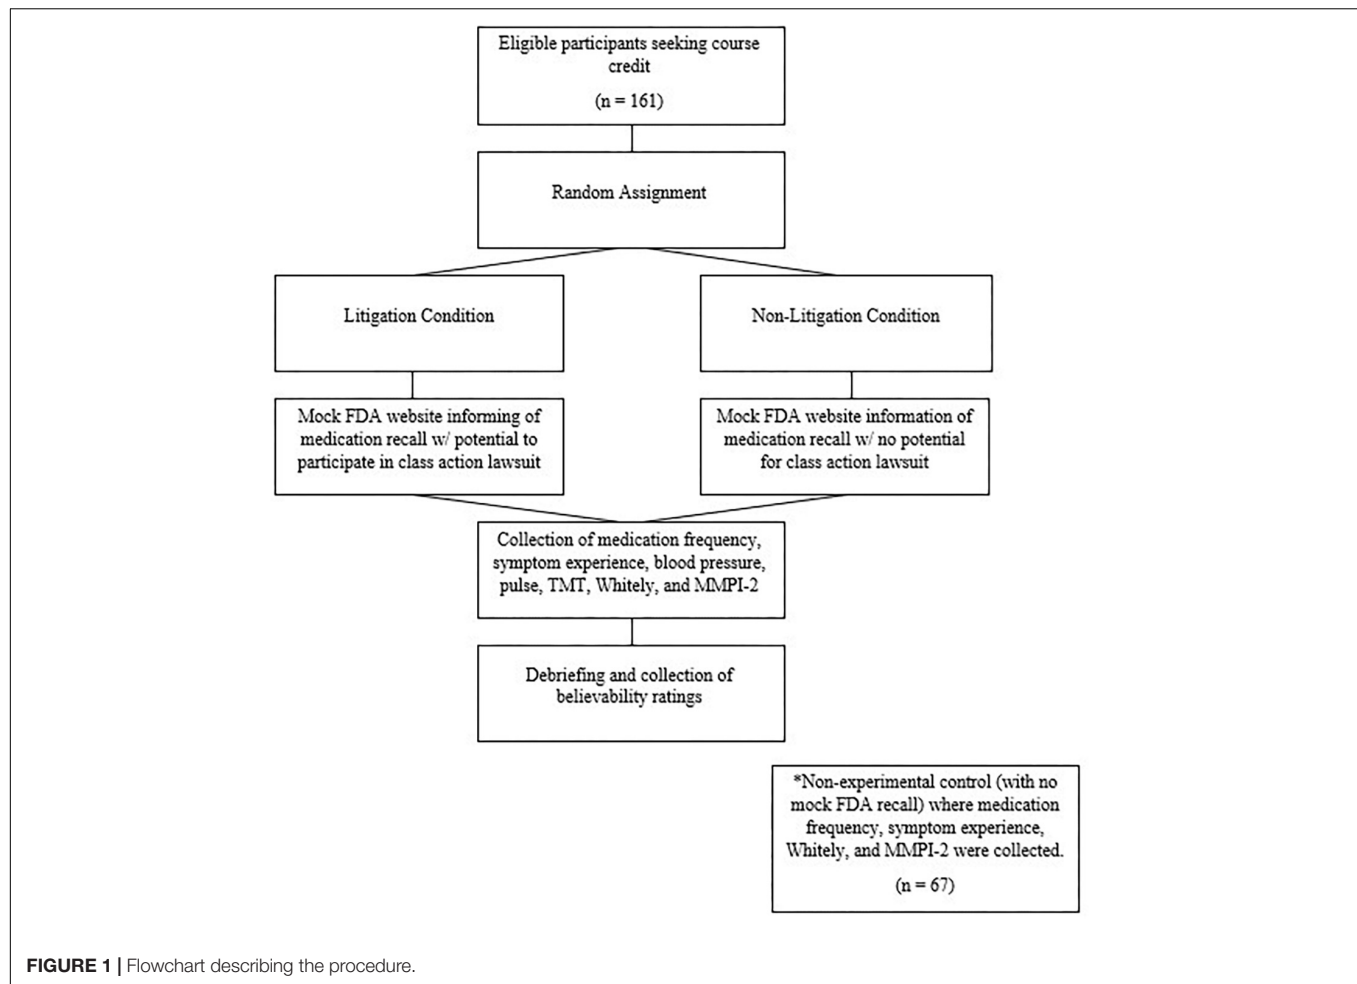 Eligible participants seeking course
credit
(n = 161)
Random Assignment
Litigation Condition
Non-Litigation Condition
Mock FDA website informing of
medication recall w/ potential to
participate in class action lawsuit
Mock FDA website information of
medication recall w/ no potential
for class action lawsuit
Collection of medication frequency,
symptom experience, blood pressure,
pulse, TMT, Whitely, and MMPI-2
Debriefing and collection of
believability ratings
*Non-experimental control (with no
mock FDA recall) where medication
frequency, symptom experience,
Whitely, and MMPI-2 were collected.
(n = 67)
FIGURE 1 | Flowchart describing the procedure.